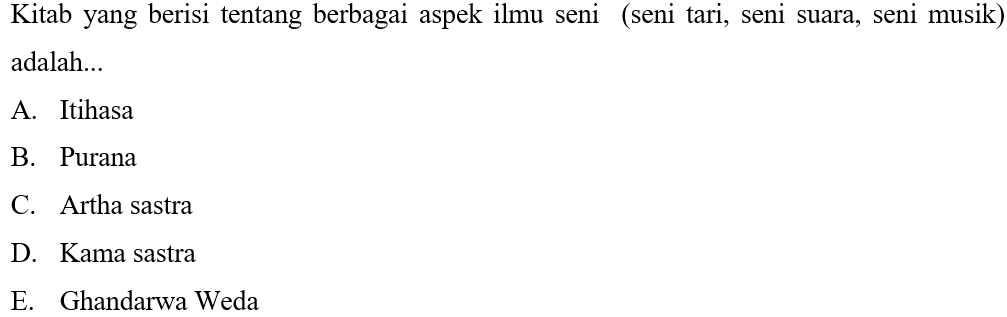 Kitab yang berisi tentang berbagai aspek ilmu seni (seni tari, seni suara, seni musik)
adalah...
A. Itihasa
B. Purana
C. Artha sastra
D. Kama sastra
E. Ghandarwa Weda